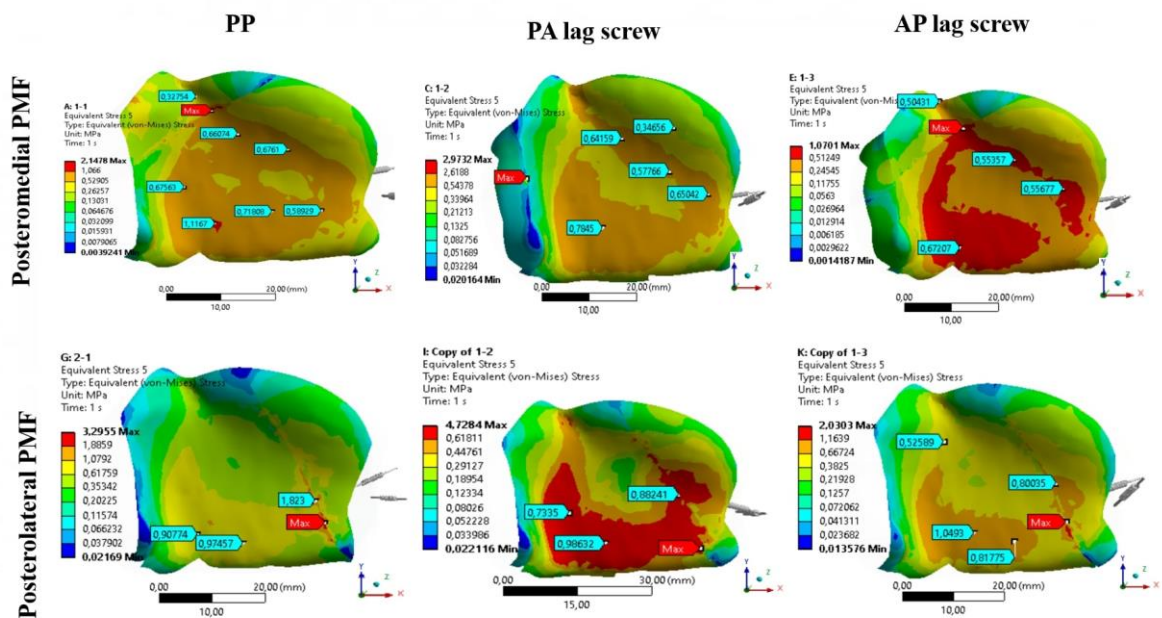 PP
PA lag screw
AP lag screw
Posteromedial PMF
A: 1-1
Equivalent Stress 5
Type: Equivalent (von-Mises) Stress
Unit: MPa
Time: 1 s
2,1478 Max
1,066
0,52905
0,26257
0,13031
0,064676
0,032099
0,015931
0,0079065
0,0039241 Min
0,32754
Max
0,66074
0,6761
0,67563
0,71808
0,58929
1,1167
0,00
20,00 (mm)
10,00
Y
Z
X
C: 1-2
Equivalent Stress 5
Type: Equivalent (von-Mises) Stress
Unit: MPa
Time: 1 s
2,9732 Max
2,6188
0,54378
0,33964
0,21213
0,1325
0,082756
0,051689
0,032284
0,020164 Min
0,34656
0,64159
0,57766
Max
0,65042
0,7845
0,00
20,00 (mm)
10,00
Y
Z
X
E: 1-3
Equivalent Stress 5
Type: Equivalent (von-Mises)
Unit: MPa
Time: 1 s
1,0701 Max
0,51249
0,24545
0,11755
0,0563
0,026964
0,012914
0,006185
0,0029622
0,0014187 Min
0,50431
Max
0,55357
0,55677
0,67207
0,00
20,00 (mm)
10,00
Y
Z
X
Posterolateral PMF
G: 2-1
Equivalent Stress 5
Type: Equivalent (von-Mises) Stress
Unit: MPa
Time: 1 s
3,2955 Max
1,8859
1,0792
0,61759
0,35342
0,20225
0,11574
0,066232
0,037902
0,02169 Min
1,823
Max
0,90774
0,97457
0,00
20,00 (mm)
10,00
Y
Z
X
I: Copy of 1-2
Equivalent Stress 5
Type: Equivalent (von-Mises) Stress
Unit: MPa
Time: 1 s
4,7284 Max
0,61811
0,44761
0,29127
0,18954
0,12334
0,08026
0,052228
0,033986
0,022116 Min
0,88241
0,7335
0,98632
Max
0,00
30,00 (mm)
15,00
Y
Z
X
K: Copy of 1-3
Equivalent Stress 5
Type: Equivalent (von-Mises) Stress
Unit: MPa
Time: 1 s
2,0303 Max
1,1639
0,66724
0,3825
0,21928
0,1257
0,072062
0,041311
0,023682
0,013576 Min
0,52589
0,80035
Max
1,0493
0,81775
0,00
20,00 (mm)
10,00
Y
Z
X